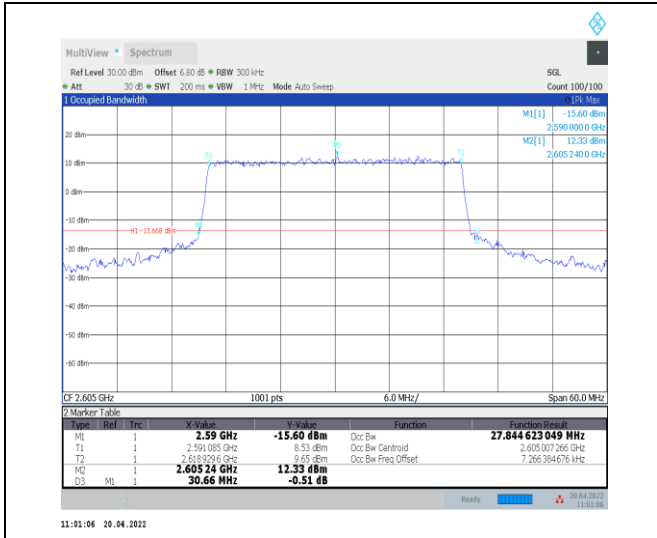 MultiView Spectrum
Ref Level 30.00 dBm Offset 6.80 dB RBW 300 kHz SGL
Att 30 dB SWT 200 ms VBW 1 MHz Mode Auto Sweep Count 100/100
1 Occupied Bandwidth 1Pk Max
M1[1] -15.60 dBm
2.590 000 0 GHz
20 dBm
M2[1] 12.33 dBm
2.605 240 0 GHz
10 dBm
0 dBm
-10 dBm
H1 -13.668 dBm
-20 dBm
-30 dBm
-40 dBm
-50 dBm
-60 dBm
CF 2.605 GHz 1001 pts 6.0 MHz/ Span 60.0 MHz
2 Marker Table
Type Ref Trc X-Value Y-Value Function Function Result
M1 1 2.59 GHz -15.60 dBm Occ Bw 27.844 623 049 MHz
T1 1 2.591 085 GHz 8.53 dBm Occ Bw Centroid 2.605 007 266 GHz
T2 1 2.618 929 6 GHz 9.65 dBm Occ Bw Freq Offset 7.266 384 676 kHz
M2 1 2.605 24 GHz 12.33 dBm
D3 M1 1 30.66 MHz -0.51 dB
Ready 20.04.2022
11:01:06
11:01:06 20.04.2022